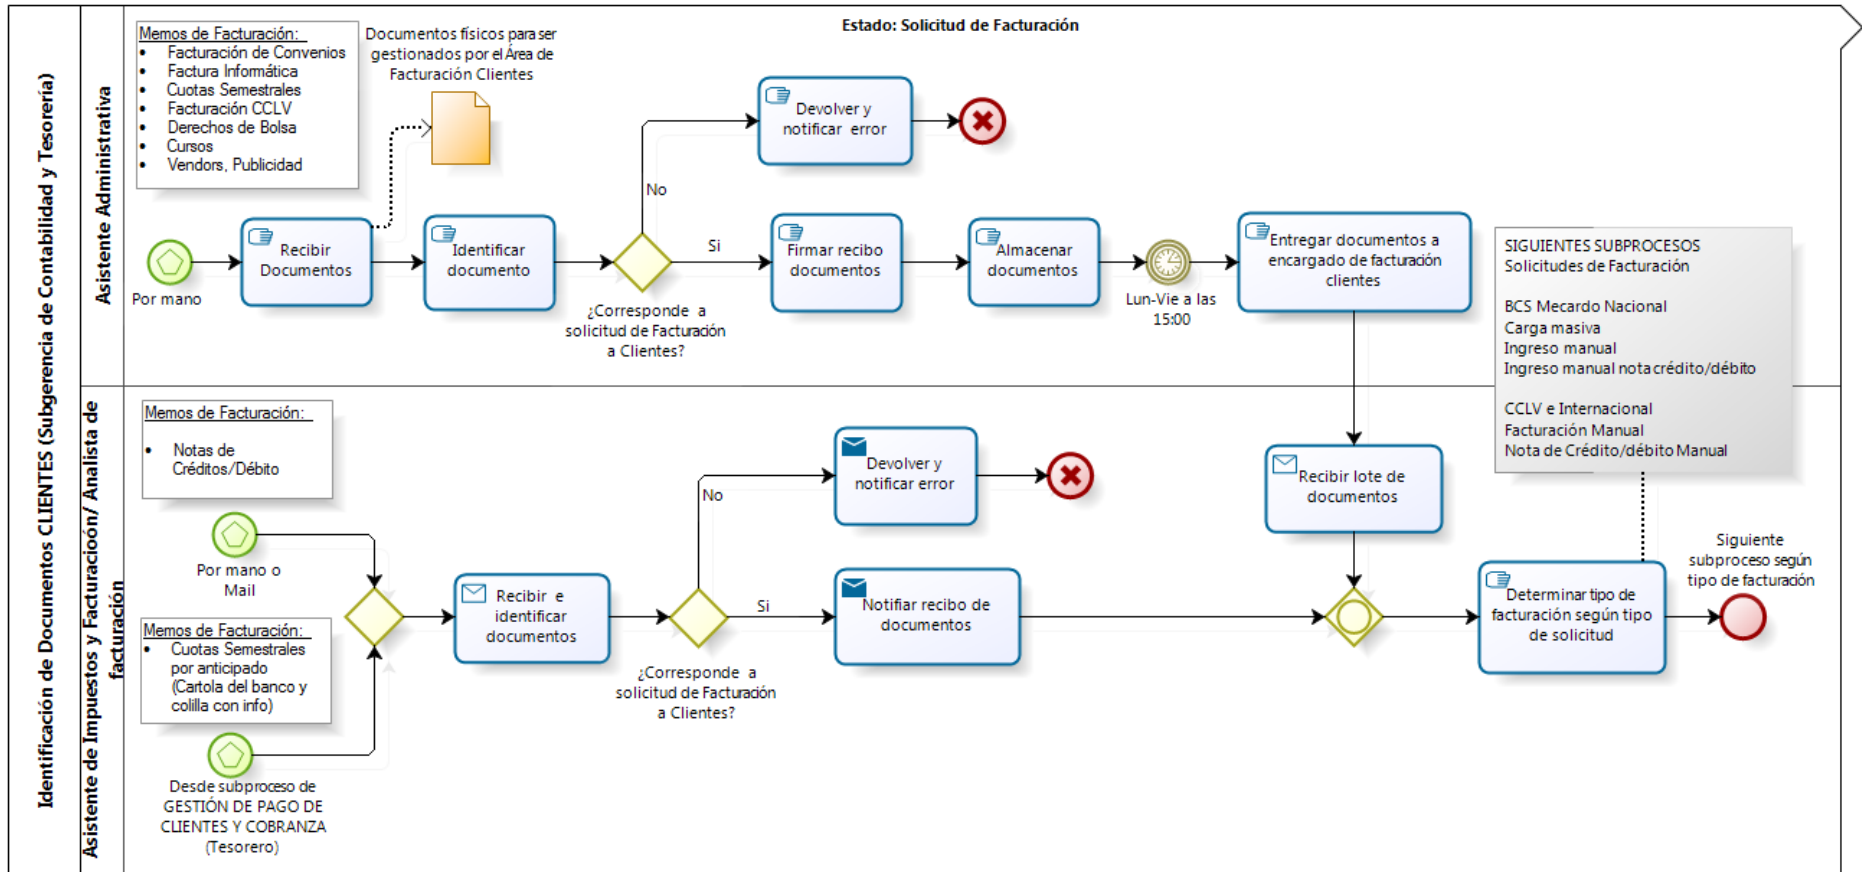 Identificación de Documentos CLIENTES (Subgerencia de Contabilidad y Tesorería)
Estado: Solicitud de Facturación
Asistente Administrativa
Memos de Facturación:
• Facturación de Convenios
• Factura Informática
• Cuotas Semestrales
• Facturación CCLV
• Derechos de Bolsa
• Cursos
• Vendors, Publicidad
Documentos físicos para ser
gestionados por el Área de
Facturación Clientes
Por mano
Recibir
Documentos
Identificar
documento
¿Corresponde a
solicitud de Facturación
a Clientes?
No
Devolver y
notificar error
Si
Firmar recibo
documentos
Almacenar
documentos
Lun-Vie a las
15:00
Entregar documentos a
encargado de facturación
clientes
SIGUIENTES SUBPROCESOS
Solicitudes de Facturación
BCS Mecardo Nacional
Carga masiva
Ingreso manual
Ingreso manual nota crédito/débito
CCLV e Internacional
Facturación Manual
Nota de Crédito/débito Manual
Asistente de Impuestos y Facturacioón/ Analista de
facturación
Memos de Facturación:
• Notas de
Créditos/Débito
Por mano o
Mail
Memos de Facturación:
• Cuotas Semestrales
por anticipado
(Cartola del banco y
colilla con info)
Desde subproceso de
GESTIÓN DE PAGO DE
CLIENTES Y COBRANZA
(Tesorero)
Recibir e
identificar
documentos
¿Corresponde a
solicitud de Facturación
a Clientes?
No
Devolver y
notificar error
Si
Notifiar recibo de
documentos
Recibir lote de
documentos
Determinar tipo de
facturación según tipo
de solicitud
Siguiente
subproceso según
tipo de facturación